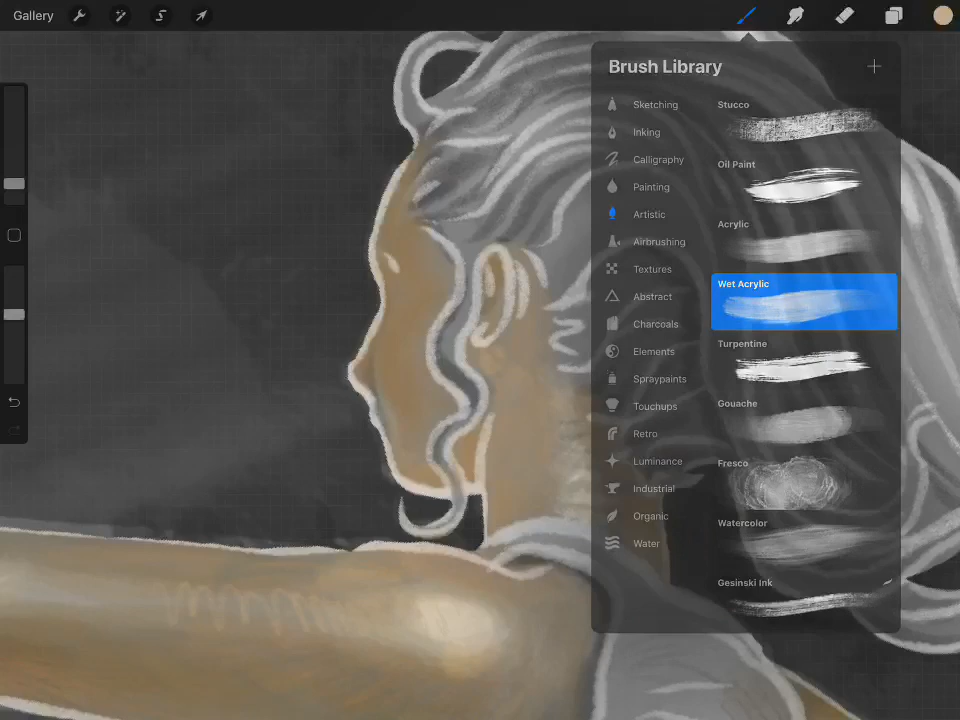 Gallery
Brush Library
Sketching
Inking
Calligraphy
Painting
Artistic
Airbrushing
Textures
Abstract
Charcoals
Elements
Spraypaints
Touchups
Retro
Luminance
Industrial
Organic
Water
Stucco
Oil Paint
Acrylic
Wet Acrylic
Turpentine
Gouache
Fresco
Watercolor
Gesinski Ink